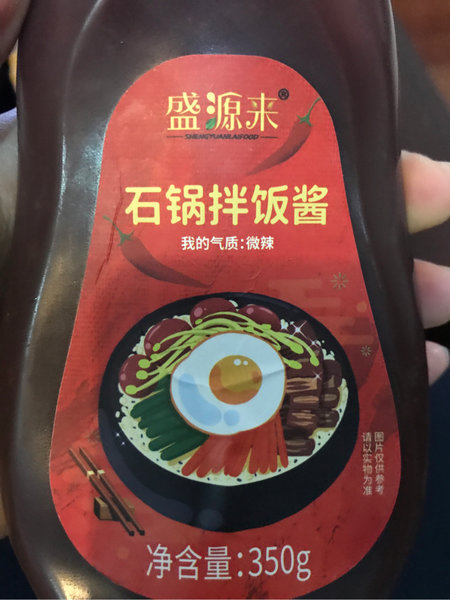 盛源来®
SHENGYUANLAIFOOD
石锅拌饭酱
我的气质:微辣
图片仅供参考
请以实物为准
净含量:350g